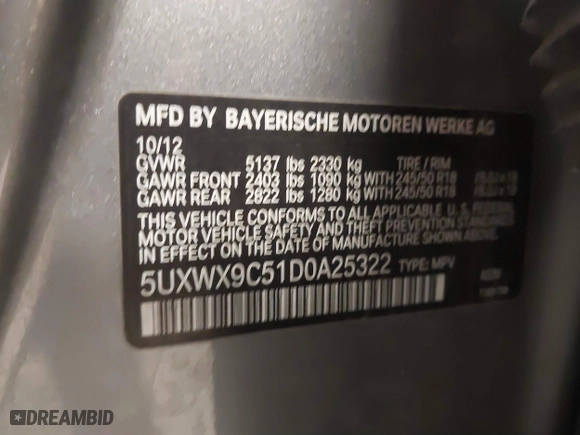 MFD BY BAYERISCHE MOTOREN WERKE AG
10/12
GVWR 5137 lbs 2330 kg TIRE / RIM
GAWR FRONT 2403 lbs 1090 kg WITH 245/50 R18
GAWR REAR 2822 lbs 1280 kg WITH 245/50 R18
THIS VEHICLE CONFORMS TO ALL APPLICABLE U.S. FEDERAL
MOTOR VEHICLE SAFETY AND THEFT PREVENTION
IN EFFECT ON THE DATE OF MANUFACTURE
5UXWX9C51D0A25322 TYPE: MPV
DREAMBID